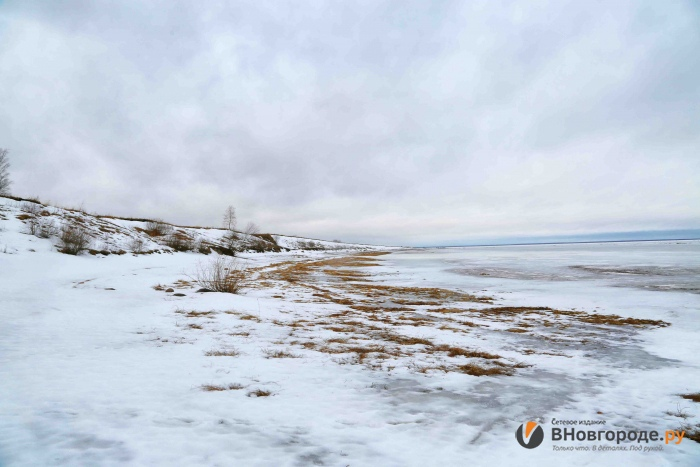 Сетевое издание
ВНовгороде.ру
Только что. В деталях. Под рукой.